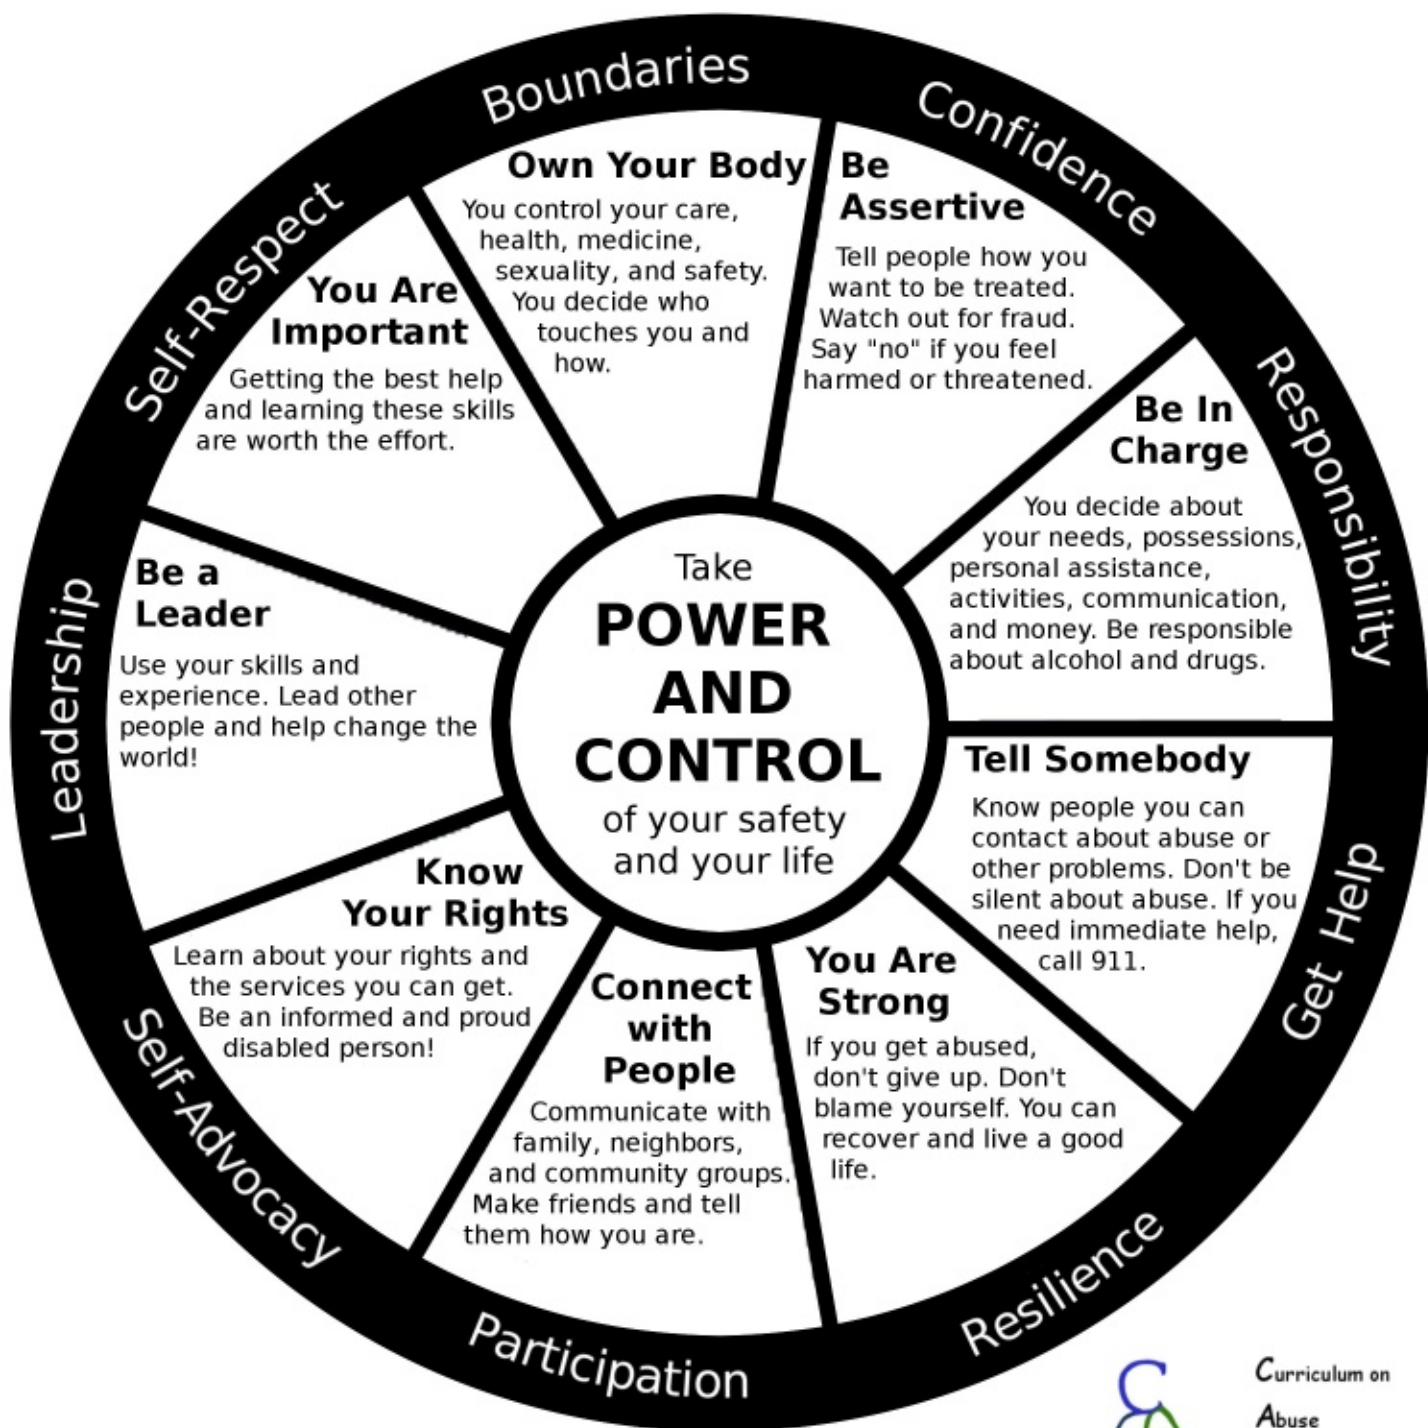 Boundaries
Own Your Body
You control your care,
health, medicine,
sexuality, and safety.
You decide who
touches you and
how.
Confidence
Be
Assertive
Tell people how you
want to be treated.
Watch out for fraud.
Say "no" if you feel
harmed or threatened.
Responsibility
Be In
Charge
You decide about
your needs, possessions,
personal assistance,
activities, communication,
and money. Be responsible
about alcohol and drugs.
Get Help
Tell Somebody
Know people you can
contact about abuse or
other problems. Don't be
silent about abuse. If you
need immediate help,
call 911.
Resilience
You Are
Strong
If you get abused,
don't give up. Don't
blame yourself. You can
recover and live a good
life.
Participation
Connect
with
People
Communicate with
family, neighbors,
and community groups.
Make friends and tell
them how you are.
Self-Advocacy
Know
Your Rights
Learn about your rights and
the services you can get.
Be an informed and proud
disabled person!
Leadership
Be a
Leader
Use your skills and
experience. Lead other
people and help change the
world!
Self-Respect
You Are
Important
Getting the best help
and learning these skills
are worth the effort.
Take
POWER
AND
CONTROL
of your safety
and your life
C
Curriculum on
Abuse